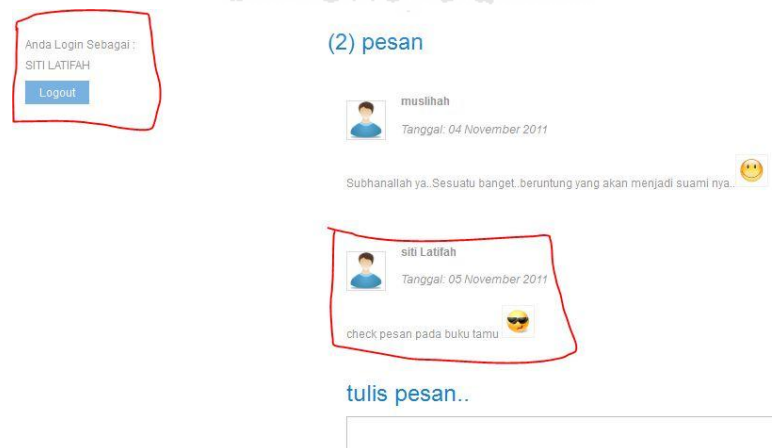 Anda Login Sebagai :
SITI LATIFAH
Logout
(2) pesan
muslihah
Tanggal: 04 November 2011
Subhanallah ya..Sesuatu banget..beruntung yang akan menjadi suami nya..
siti Latifah
Tanggal: 05 November 2011
check pesan pada buku tamu
tulis pesan..